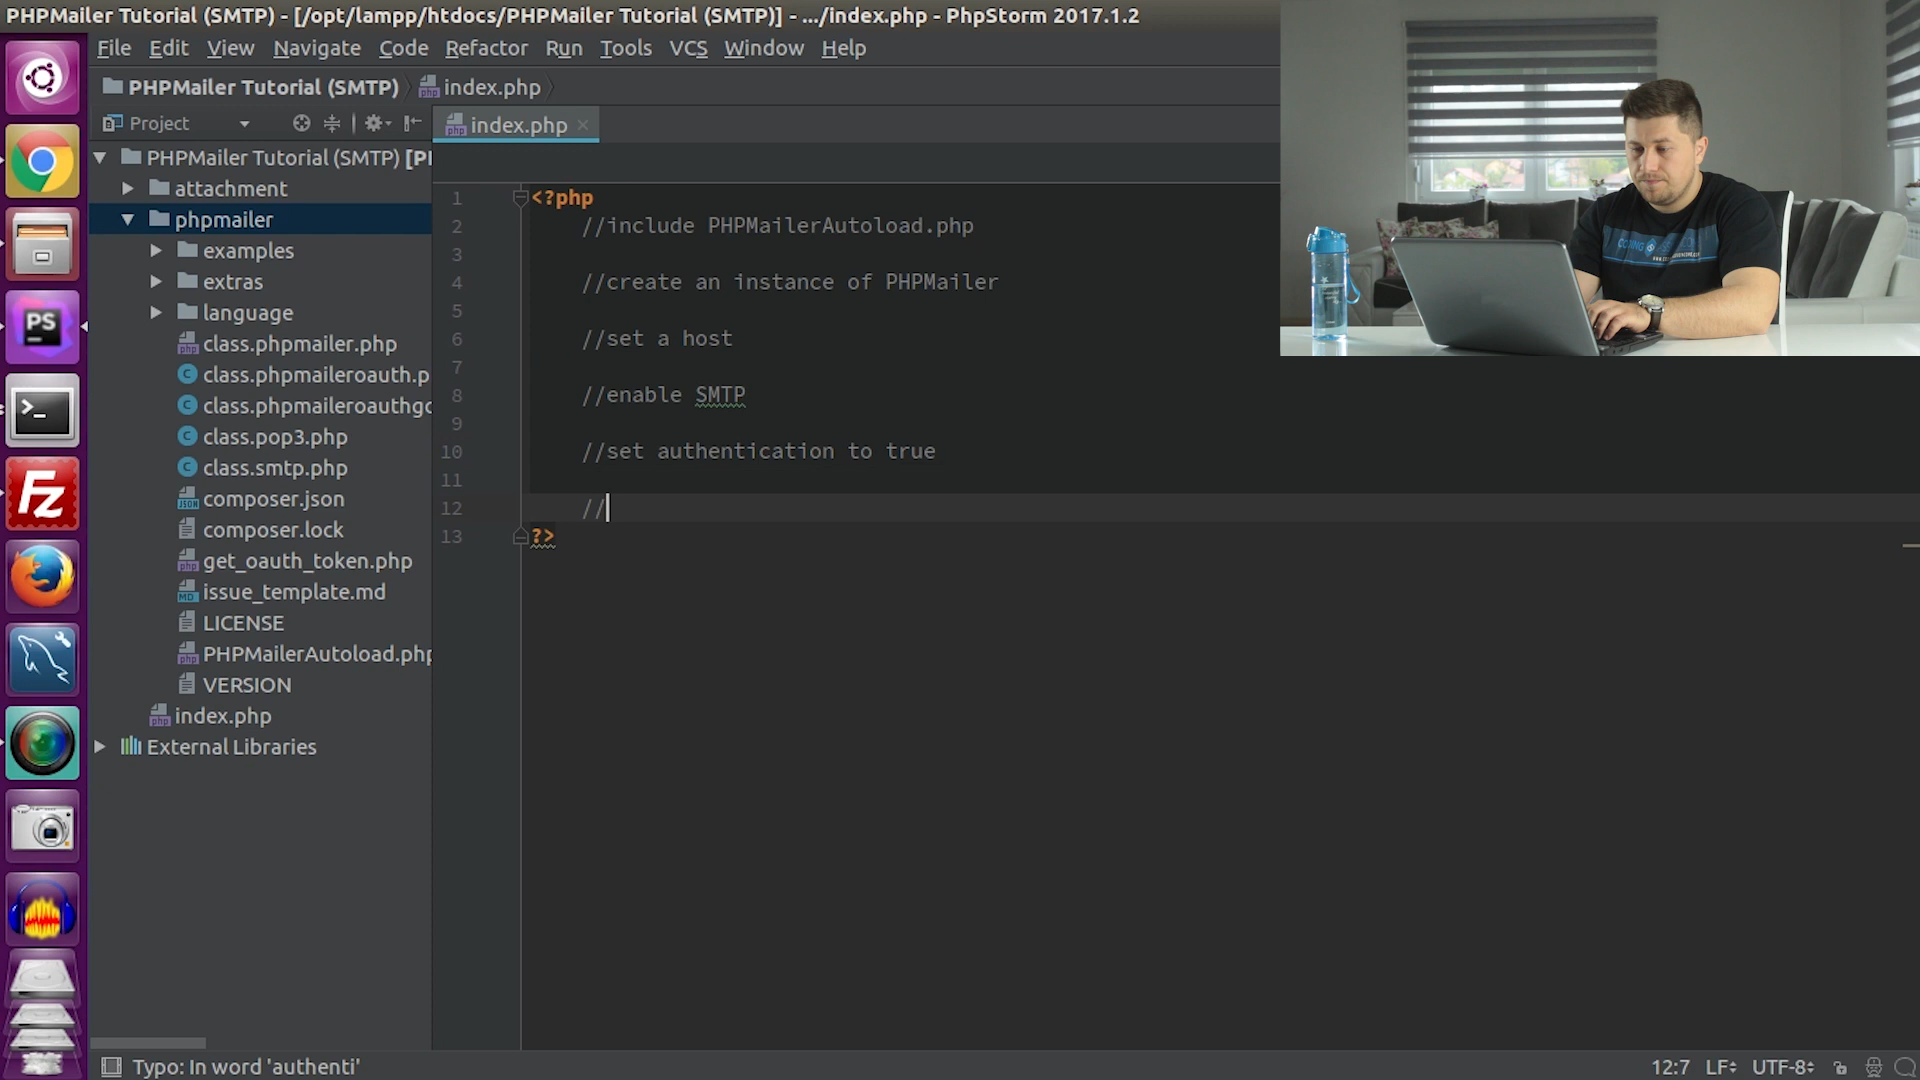 PHPMailer Tutorial (SMTP) - [/opt/lampp/htdocs/PHPMailer Tutorial (SMTP)] - .../index.php - PhpStorm 2017.1.2
File Edit View Navigate Code Refactor Run Tools VCS Window Help
PHPMailer Tutorial (SMTP) index.php
Project
index.php
PHPMailer Tutorial (SMTP) [P
attachment
phpmailer
examples
extras
language
class.phpmailer.php
class.phpmaileroauth.p
class.phpmaileroauthgo
class.pop3.php
class.smtp.php
composer.json
composer.lock
get_oauth_token.php
issue_template.md
LICENSE
PHPMailerAutoload.php
VERSION
index.php
External Libraries
1 <?php
2 //include PHPMailerAutoload.php
3
4 //create an instance of PHPMailer
5
6 //set a host
7
8 //enable SMTP
9
10 //set authentication to true
11
12 //
13 ?>
PS
Fz
Typo: In word 'authenti'
12:7 LF UTF-8